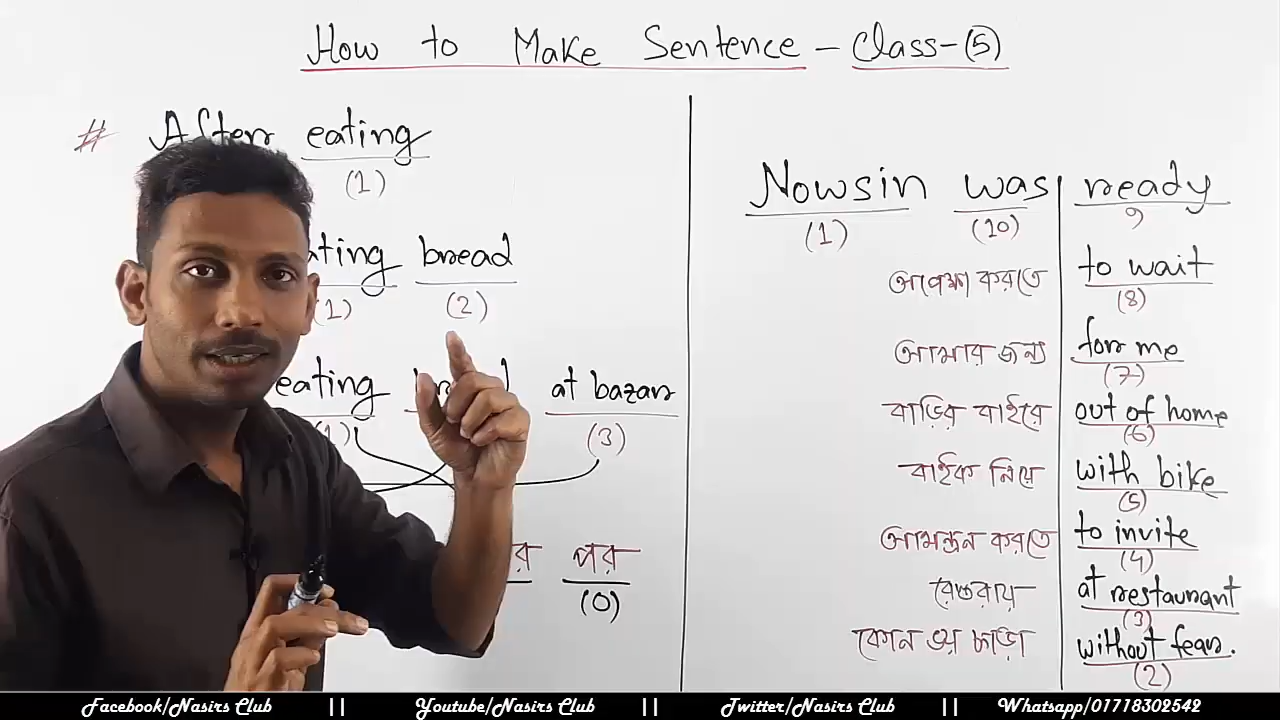 How to Make Sentence - Class-(5)
# After eating
(1)
eating bread
(1) (2)
eating at bazar
(1) (3)
পর
(0)
Nowsin was ready
(1) (10) 9
অপেক্ষা করতে to wait
(8)
আমার জন্য for me
(7)
বাড়ির বাইরে out of home
(6)
বাইক নিয়ে with bike
(5)
আমন্ত্রন করতে to invite
(4)
রেস্তরায় at restaurant
(3)
কোন ভয় ছাড়া without fear.
(2)
Facebook/Nasirs Club || Youtube/Nasirs Club || Twitter/Nasirs Club || Whatsapp/01718302542